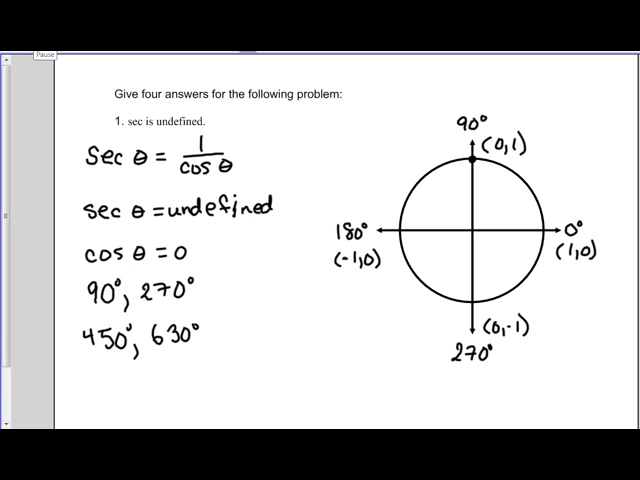 Pause
Give four answers for the following problem:
1. sec is undefined.
90°
(0,1)
sec θ = 1/cos θ
sec θ = undefined
180°
0°
(-1,0)
(1,0)
cos θ = 0
90°, 270°
450°, 630°
(0,-1)
270°